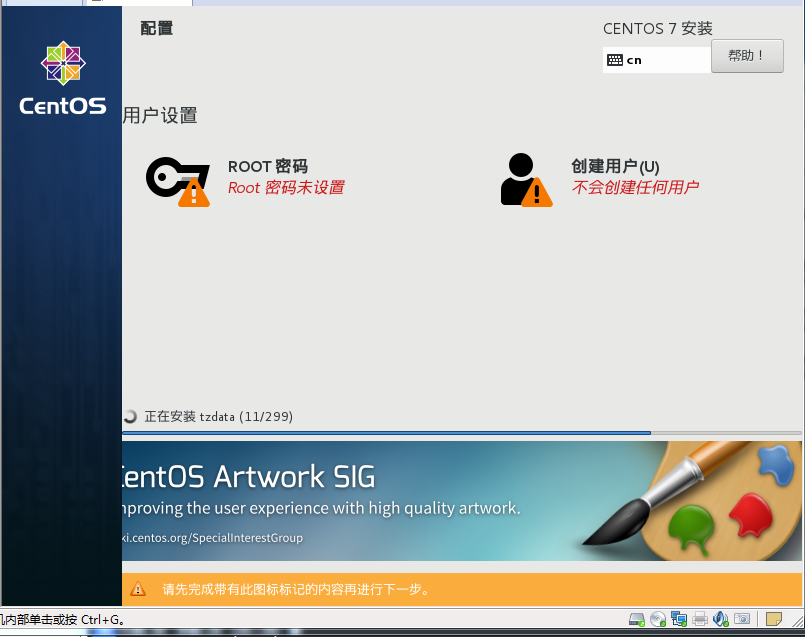 配置
CENTOS 7 安装
cn
帮助！
CentOS
用户设置
ROOT 密码
Root 密码未设置
创建用户(U)
不会创建任何用户
正在安装 tzdata (11/299)
CentOS Artwork SIG
mproving the user experience with high quality artwork.
ki.centos.org/SpecialInterestGroup
请先完成带有此图标标记的内容再进行下一步。
机内部单击或按 Ctrl+G。